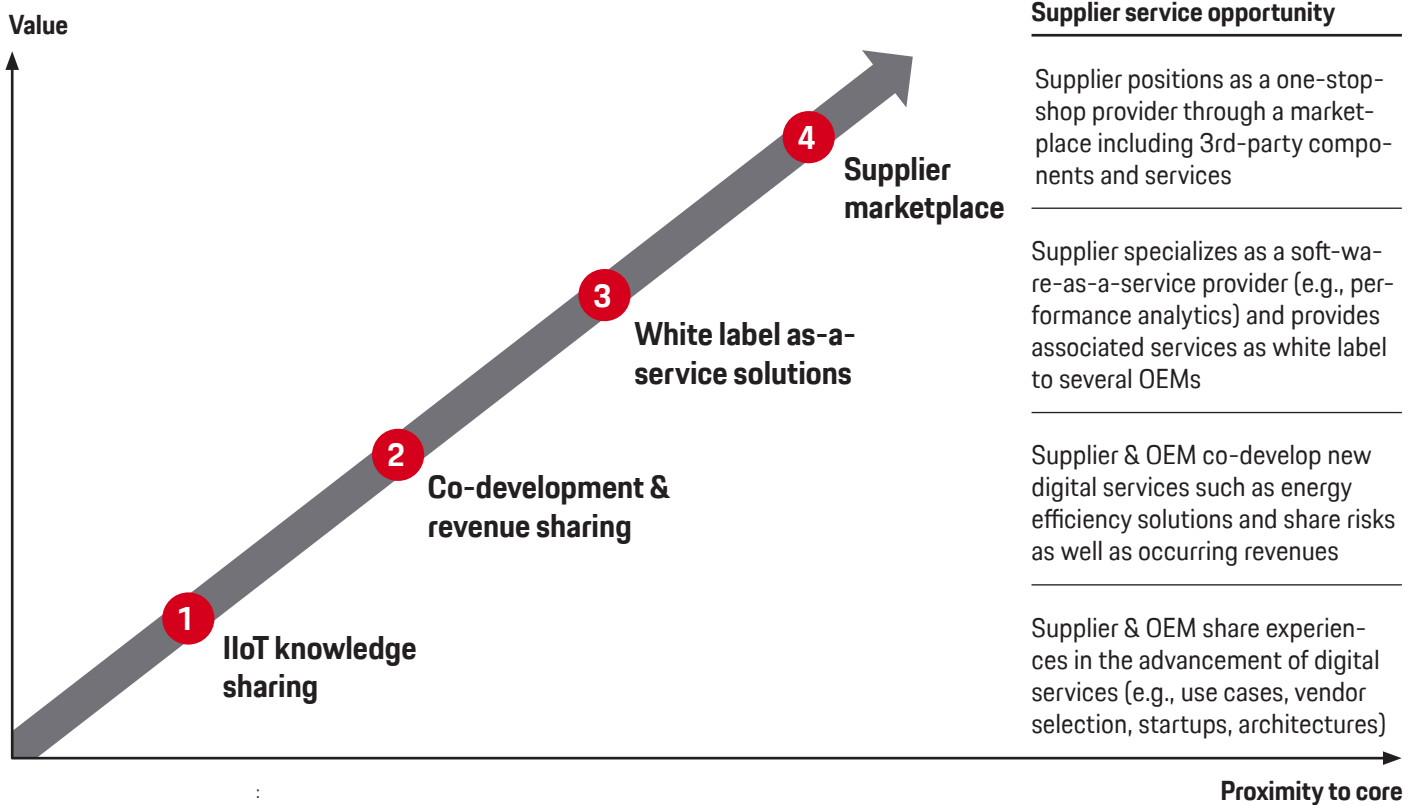 Value
Supplier service opportunity
Supplier positions as a one-stop-
shop provider through a market-
place including 3rd-party compo-
nents and services
4
Supplier
marketplace
Supplier specializes as a soft-wa-
re-as-a-service provider (e.g., per-
formance analytics) and provides
associated services as white label
to several OEMs
3
White label as-a-
service solutions
Supplier & OEM co-develop new
digital services such as energy
efficiency solutions and share risks
as well as occurring revenues
2
Co-development &
revenue sharing
Supplier & OEM share experien-
ces in the advancement of digital
services (e.g., use cases, vendor
selection, startups, architectures)
1
IIoT knowledge
sharing
Proximity to core
: